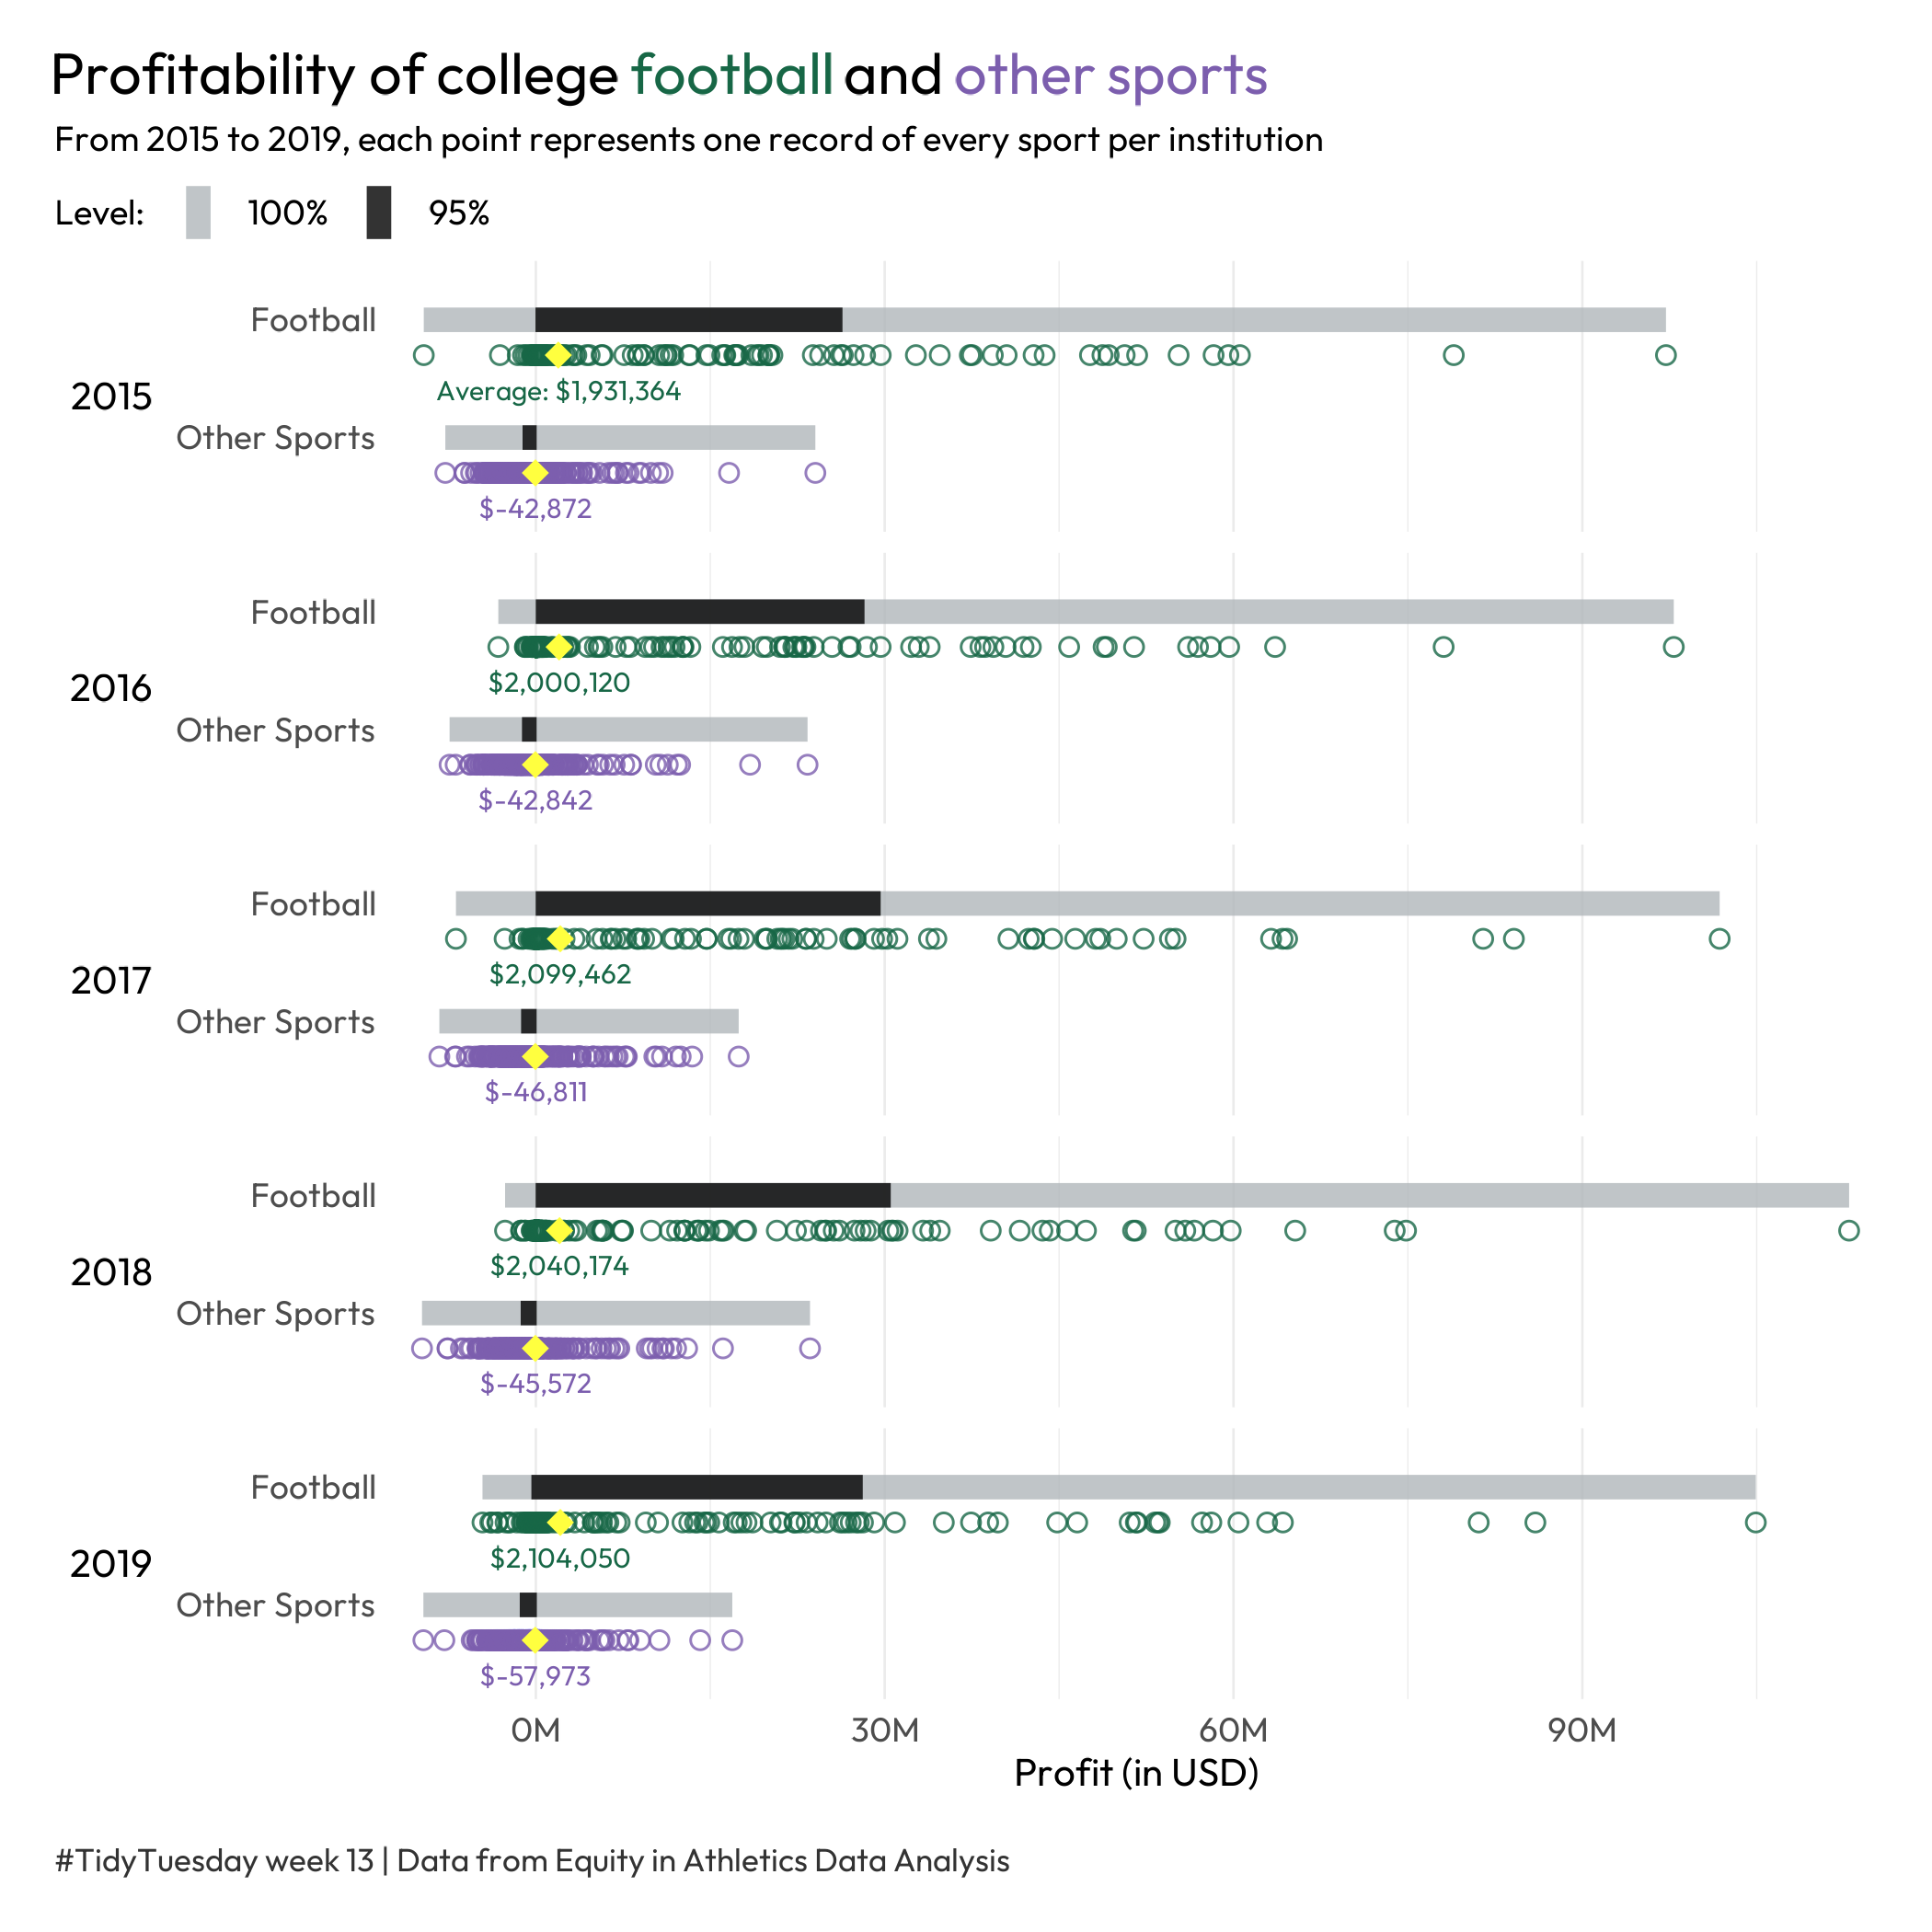 Profitability of college football and other sports
From 2015 to 2019, each point represents one record of every sport per institution
Level: 100% 95%
Football
Average: $1,931,364
2015
Other Sports
$-42,872
Football
$2,000,120
2016
Other Sports
$-42,842
Football
$2,099,462
2017
Other Sports
$-46,811
Football
$2,040,174
2018
Other Sports
$-45,572
Football
$2,104,050
2019
Other Sports
$-57,973
0M 30M 60M 90M
Profit (in USD)
#TidyTuesday week 13 | Data from Equity in Athletics Data Analysis